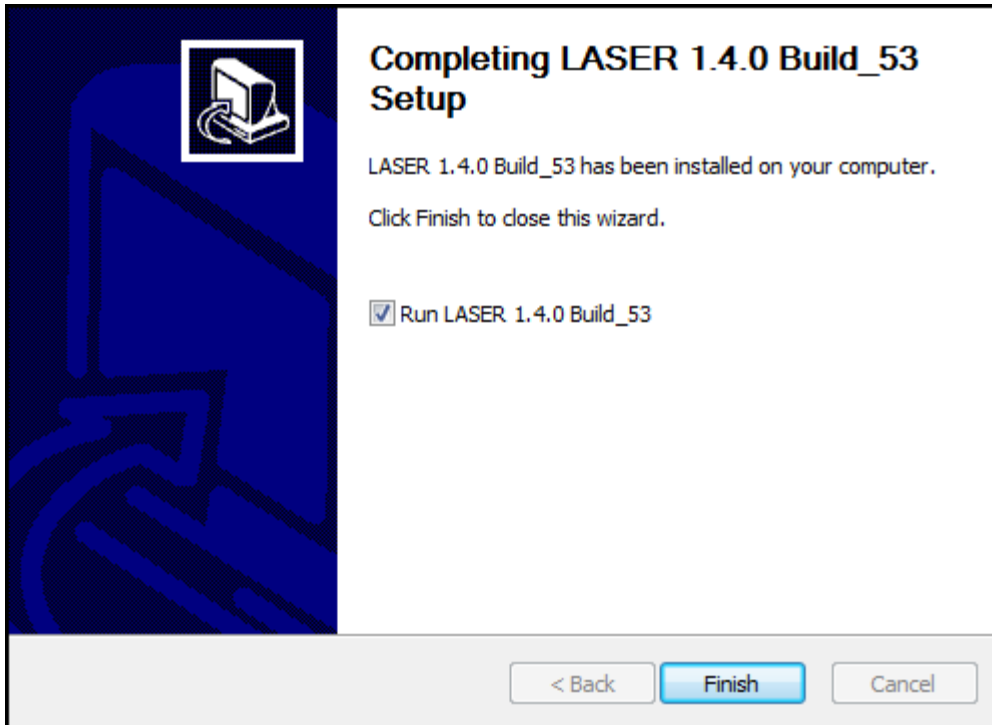 Completing LASER 1.4.0 Build_53
Setup
LASER 1.4.0 Build_53 has been installed on your computer.
Click Finish to close this wizard.
Run LASER 1.4.0 Build_53
< Back
Finish
Cancel